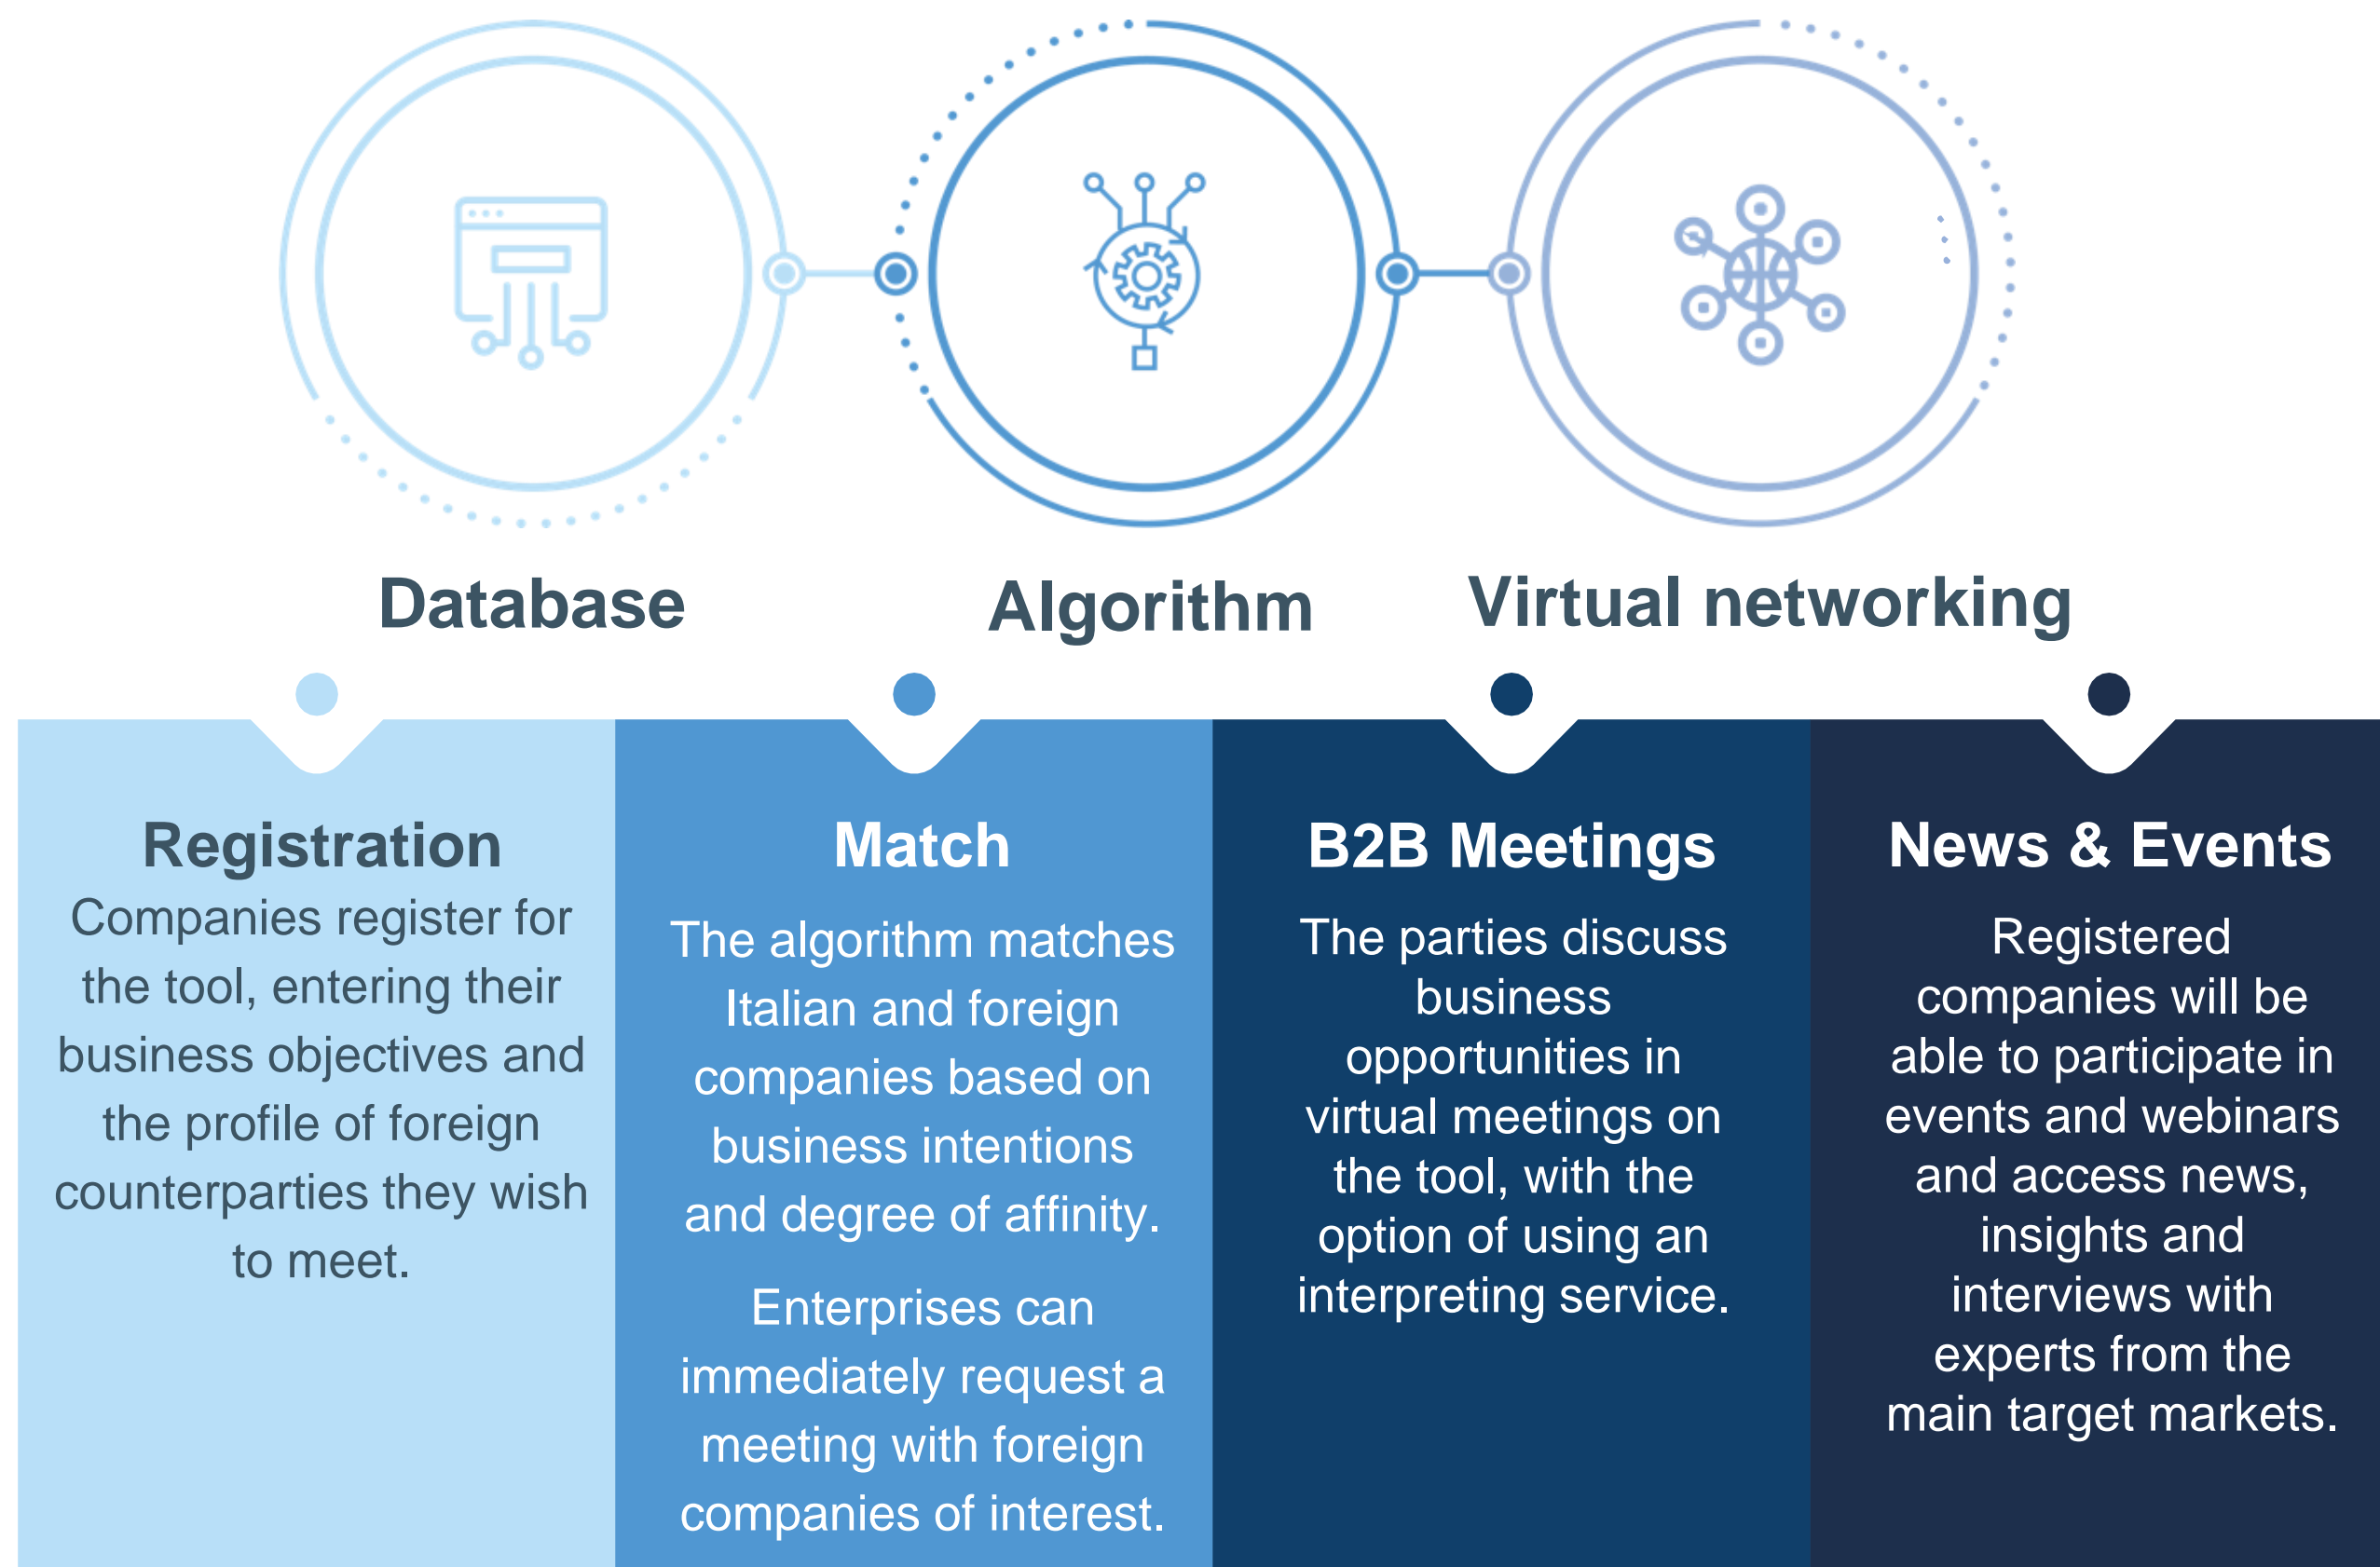 Database
Algorithm
Virtual networking
Registration
Companies register for
the tool, entering their
business objectives and
the profile of foreign
counterparties they wish
to meet.
Match
The algorithm matches
Italian and foreign
companies based on
business intentions
and degree of affinity.
Enterprises can
immediately request a
meeting with foreign
companies of interest.
B2B Meetings
The parties discuss
business
opportunities in
virtual meetings on
the tool, with the
option of using an
interpreting service.
News & Events
Registered
companies will be
able to participate in
events and webinars
and access news,
insights and
interviews with
experts from the
main target markets.